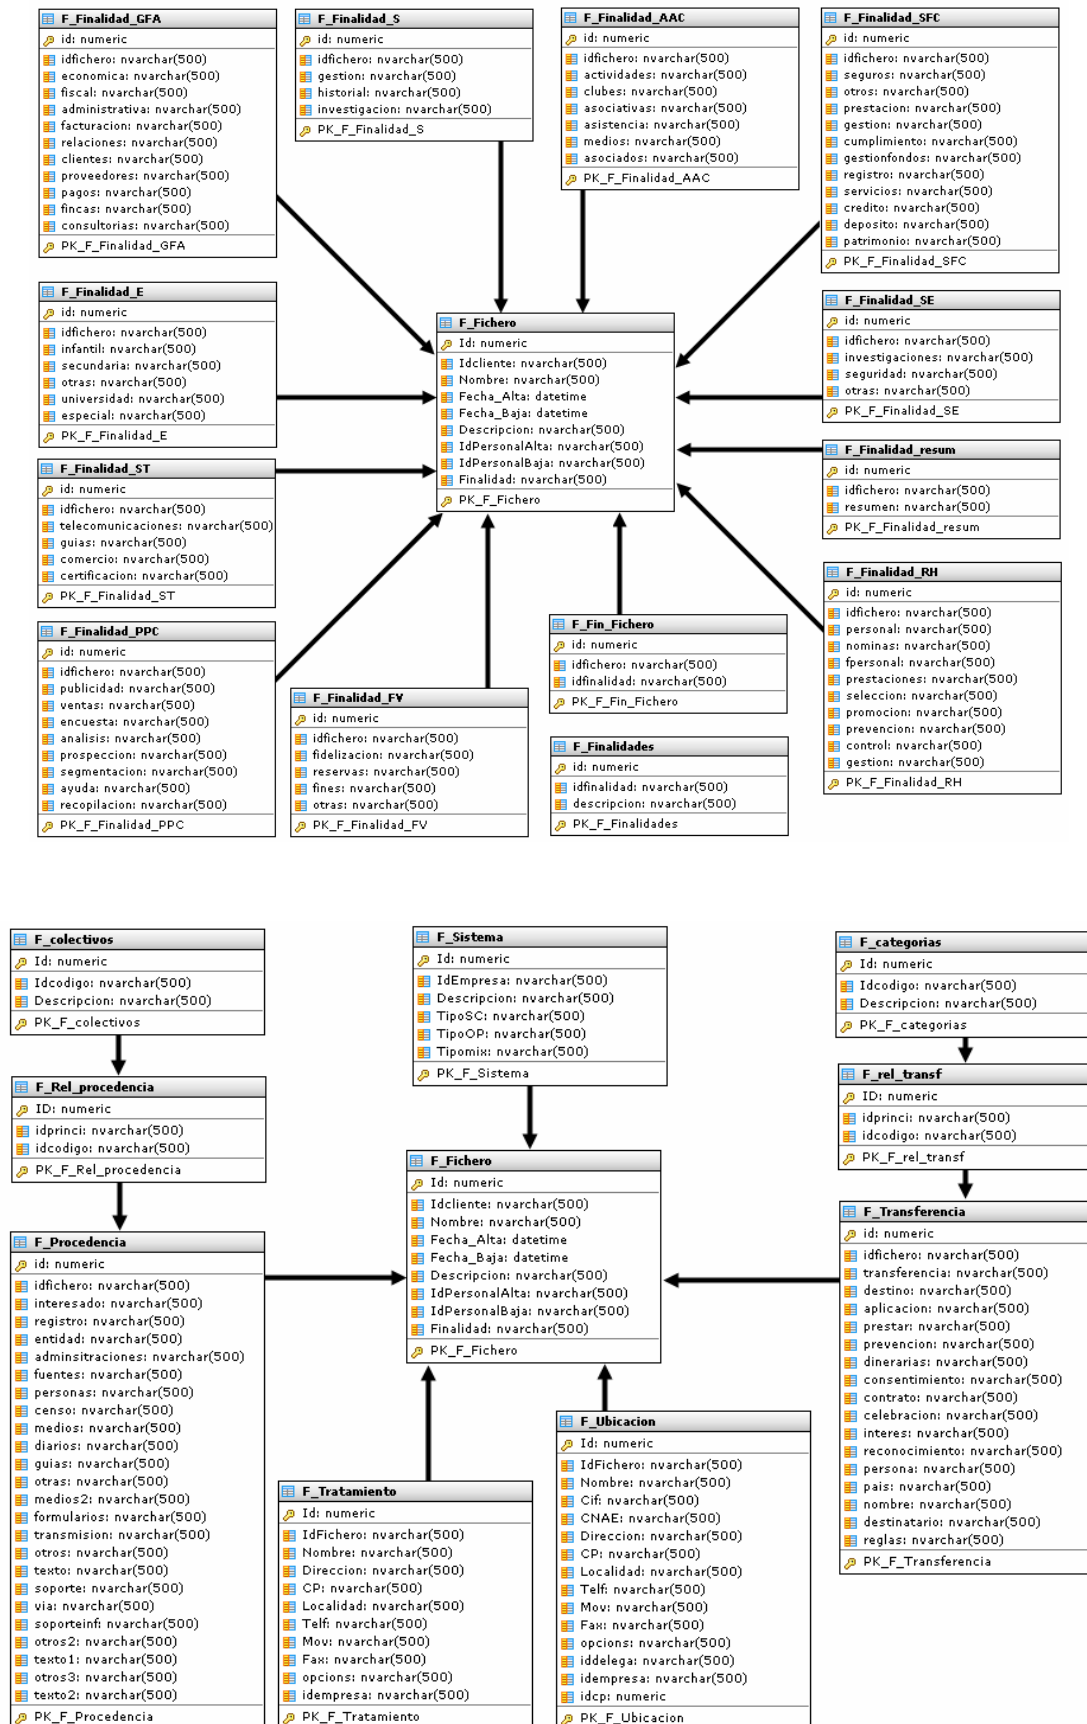 F_Finalidad_GFA
id: numeric
idfichero: nvarchar(500)
economica: nvarchar(500)
fiscal: nvarchar(500)
administrativa: nvarchar(500)
facturacion: nvarchar(500)
relaciones: nvarchar(500)
clientes: nvarchar(500)
proveedores: nvarchar(500)
pagos: nvarchar(500)
fincas: nvarchar(500)
consultorias: nvarchar(500)
PK_F_Finalidad_GFA
F_Finalidad_S
id: numeric
idfichero: nvarchar(500)
gestion: nvarchar(500)
historial: nvarchar(500)
investigacion: nvarchar(500)
PK_F_Finalidad_S
F_Finalidad_AAC
id: numeric
idfichero: nvarchar(500)
actividades: nvarchar(500)
clubes: nvarchar(500)
asociativas: nvarchar(500)
asistencia: nvarchar(500)
medios: nvarchar(500)
asociados: nvarchar(500)
PK_F_Finalidad_AAC
F_Finalidad_SFC
id: numeric
idfichero: nvarchar(500)
seguros: nvarchar(500)
otros: nvarchar(500)
prestacion: nvarchar(500)
gestion: nvarchar(500)
cumplimiento: nvarchar(500)
gestionfondos: nvarchar(500)
registro: nvarchar(500)
servicios: nvarchar(500)
credito: nvarchar(500)
deposito: nvarchar(500)
patrimonio: nvarchar(500)
PK_F_Finalidad_SFC
F_Finalidad_E
id: numeric
idfichero: nvarchar(500)
infantil: nvarchar(500)
secundaria: nvarchar(500)
otras: nvarchar(500)
universidad: nvarchar(500)
especial: nvarchar(500)
PK_F_Finalidad_E
F_Fichero
Id: numeric
Idcliente: nvarchar(500)
Nombre: nvarchar(500)
Fecha_Alta: datetime
Fecha_Baja: datetime
Descripcion: nvarchar(500)
IdPersonalAlta: nvarchar(500)
IdPersonalBaja: nvarchar(500)
Finalidad: nvarchar(500)
PK_F_Fichero
F_Finalidad_SE
id: numeric
idfichero: nvarchar(500)
investigaciones: nvarchar(500)
seguridad: nvarchar(500)
otras: nvarchar(500)
PK_F_Finalidad_SE
F_Finalidad_ST
id: numeric
idfichero: nvarchar(500)
telecomunicaciones: nvarchar(500)
guias: nvarchar(500)
comercio: nvarchar(500)
certificacion: nvarchar(500)
PK_F_Finalidad_ST
F_Finalidad_resum
id: numeric
idfichero: nvarchar(500)
resumen: nvarchar(500)
PK_F_Finalidad_resum
F_Finalidad_PPC
id: numeric
idfichero: nvarchar(500)
publicidad: nvarchar(500)
ventas: nvarchar(500)
encuesta: nvarchar(500)
analisis: nvarchar(500)
prospeccion: nvarchar(500)
segmentacion: nvarchar(500)
ayuda: nvarchar(500)
recopilacion: nvarchar(500)
PK_F_Finalidad_PPC
F_Finalidad_FV
id: numeric
idfichero: nvarchar(500)
fidelizacion: nvarchar(500)
reservas: nvarchar(500)
fines: nvarchar(500)
otras: nvarchar(500)
PK_F_Finalidad_FV
F_Fin_Fichero
id: numeric
idfichero: nvarchar(500)
idfinalidad: nvarchar(500)
PK_F_Fin_Fichero
F_Finalidades
id: numeric
idfinalidad: nvarchar(500)
descripcion: nvarchar(500)
PK_F_Finalidades
F_Finalidad_RH
id: numeric
idfichero: nvarchar(500)
personal: nvarchar(500)
nominas: nvarchar(500)
fpersonal: nvarchar(500)
prestaciones: nvarchar(500)
seleccion: nvarchar(500)
promocion: nvarchar(500)
prevencion: nvarchar(500)
control: nvarchar(500)
gestion: nvarchar(500)
PK_F_Finalidad_RH
F_colectivos
Id: numeric
Idcodigo: nvarchar(500)
Descripcion: nvarchar(500)
PK_F_colectivos
F_Sistema
Id: numeric
IdEmpresa: nvarchar(500)
Descripcion: nvarchar(500)
TipoSC: nvarchar(500)
TipoOP: nvarchar(500)
Tipomix: nvarchar(500)
PK_F_Sistema
F_categorias
Id: numeric
Idcodigo: nvarchar(500)
Descripcion: nvarchar(500)
PK_F_categorias
F_Rel_procedencia
ID: numeric
idprinci: nvarchar(500)
idcodigo: nvarchar(500)
PK_F_Rel_procedencia
F_rel_transf
ID: numeric
idprinci: nvarchar(500)
idcodigo: nvarchar(500)
PK_F_rel_transf
F_Fichero
Id: numeric
Idcliente: nvarchar(500)
Nombre: nvarchar(500)
Fecha_Alta: datetime
Fecha_Baja: datetime
Descripcion: nvarchar(500)
IdPersonalAlta: nvarchar(500)
IdPersonalBaja: nvarchar(500)
Finalidad: nvarchar(500)
PK_F_Fichero
F_Procedencia
id: numeric
idfichero: nvarchar(500)
interesado: nvarchar(500)
registro: nvarchar(500)
entidad: nvarchar(500)
adminsitraciones: nvarchar(500)
fuentes: nvarchar(500)
personas: nvarchar(500)
censo: nvarchar(500)
medios: nvarchar(500)
diarios: nvarchar(500)
guias: nvarchar(500)
otras: nvarchar(500)
medios2: nvarchar(500)
formularios: nvarchar(500)
transmision: nvarchar(500)
otros: nvarchar(500)
texto: nvarchar(500)
soporte: nvarchar(500)
via: nvarchar(500)
soporteinf: nvarchar(500)
otros2: nvarchar(500)
texto1: nvarchar(500)
otros3: nvarchar(500)
texto2: nvarchar(500)
PK_F_Procedencia
F_Tratamiento
Id: numeric
IdFichero: nvarchar(500)
Nombre: nvarchar(500)
Direccion: nvarchar(500)
CP: nvarchar(500)
Localidad: nvarchar(500)
Telf: nvarchar(500)
Mov: nvarchar(500)
Fax: nvarchar(500)
opcions: nvarchar(500)
idempresa: nvarchar(500)
PK_F_Tratamiento
F_Ubicacion
Id: numeric
IdFichero: nvarchar(500)
Nombre: nvarchar(500)
Cif: nvarchar(500)
CNAE: nvarchar(500)
Direccion: nvarchar(500)
CP: nvarchar(500)
Localidad: nvarchar(500)
Telf: nvarchar(500)
Mov: nvarchar(500)
Fax: nvarchar(500)
opcions: nvarchar(500)
iddelega: nvarchar(500)
idempresa: nvarchar(500)
idcp: numeric
PK_F_Ubicacion
F_Transferencia
id: numeric
idfichero: nvarchar(500)
transferencia: nvarchar(500)
destino: nvarchar(500)
aplicacion: nvarchar(500)
prestar: nvarchar(500)
prevencion: nvarchar(500)
dinerarias: nvarchar(500)
consentimiento: nvarchar(500)
contrato: nvarchar(500)
celebracion: nvarchar(500)
interes: nvarchar(500)
reconocimiento: nvarchar(500)
persona: nvarchar(500)
pais: nvarchar(500)
nombre: nvarchar(500)
destinatario: nvarchar(500)
reglas: nvarchar(500)
PK_F_Transferencia